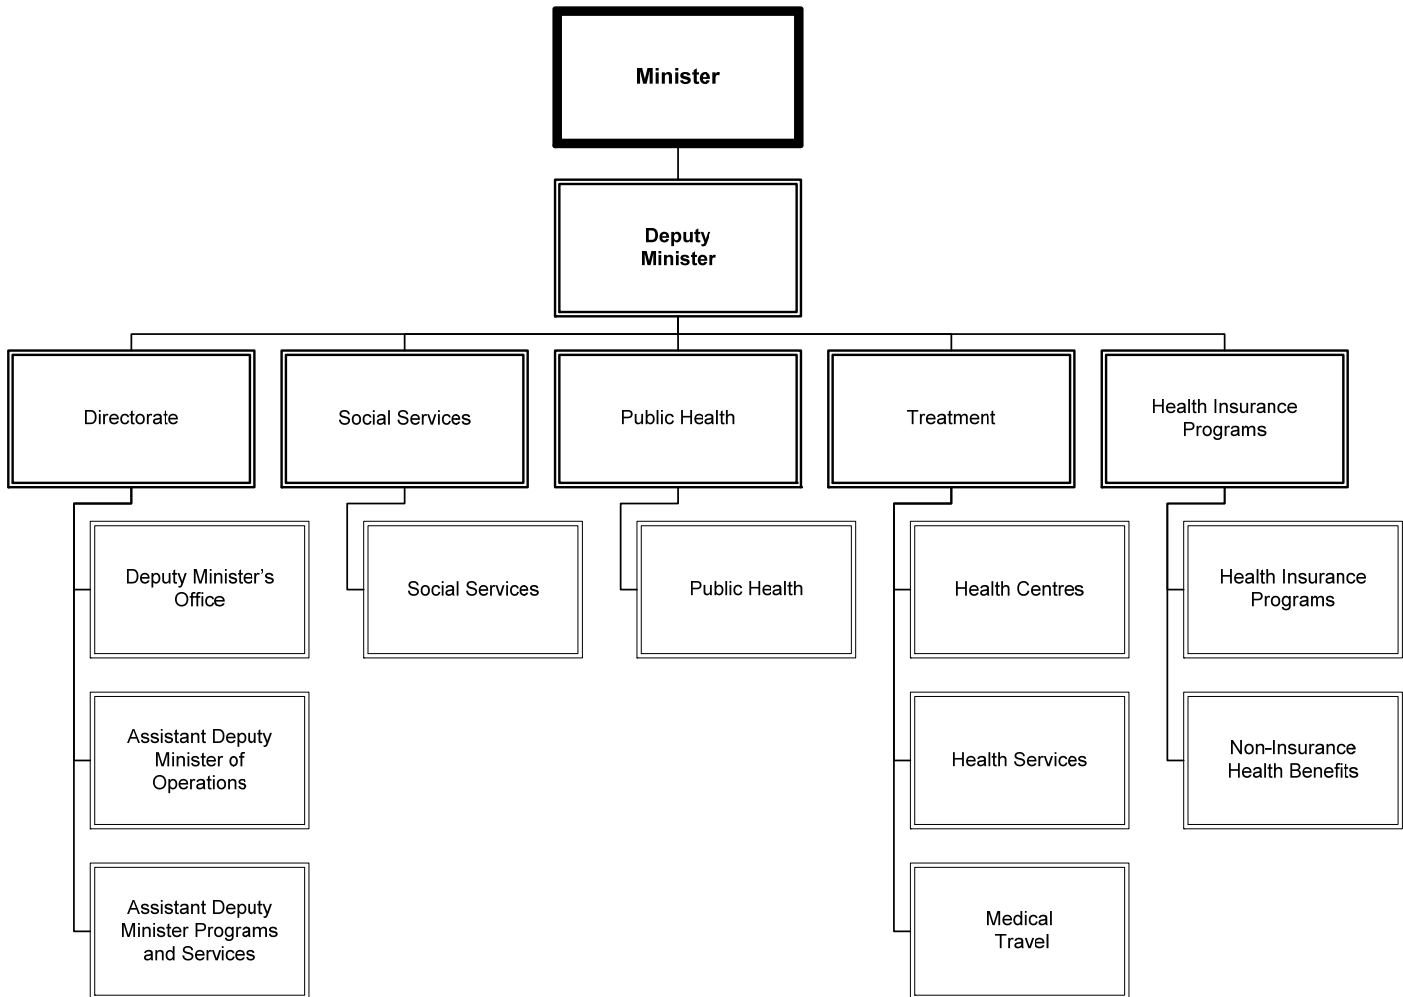 Minister
Deputy
Minister
Directorate
Social Services
Public Health
Treatment
Health Insurance
Programs
Deputy Minister’s
Office
Social Services
Public Health
Health Centres
Health Insurance
Programs
Assistant Deputy
Minister of
Operations
Health Services
Non-Insurance
Health Benefits
Assistant Deputy
Minister Programs
and Services
Medical
Travel